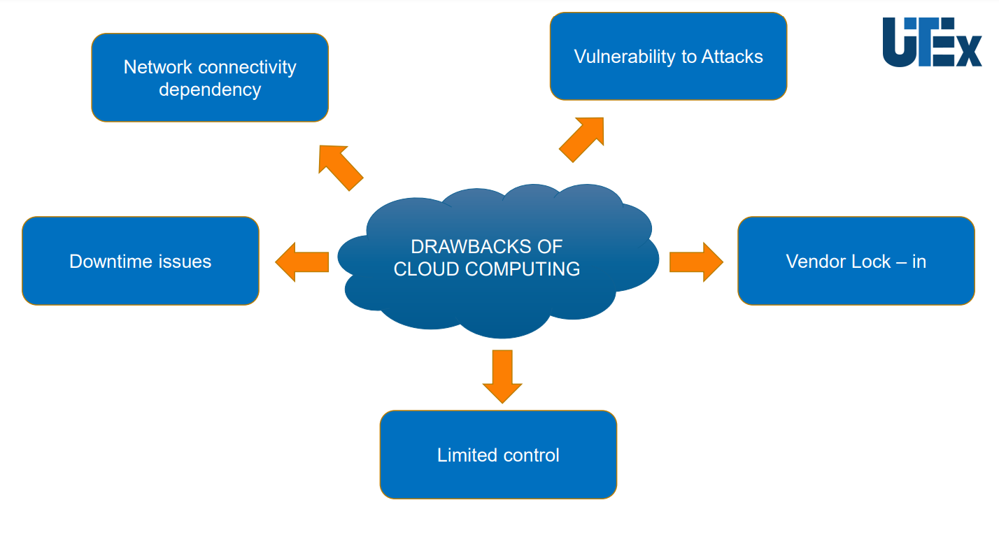 Network connectivity
dependency
Vulnerability to Attacks
UTEx
DRAWBACKS OF
CLOUD COMPUTING
Downtime issues
Vendor Lock – in
Limited control